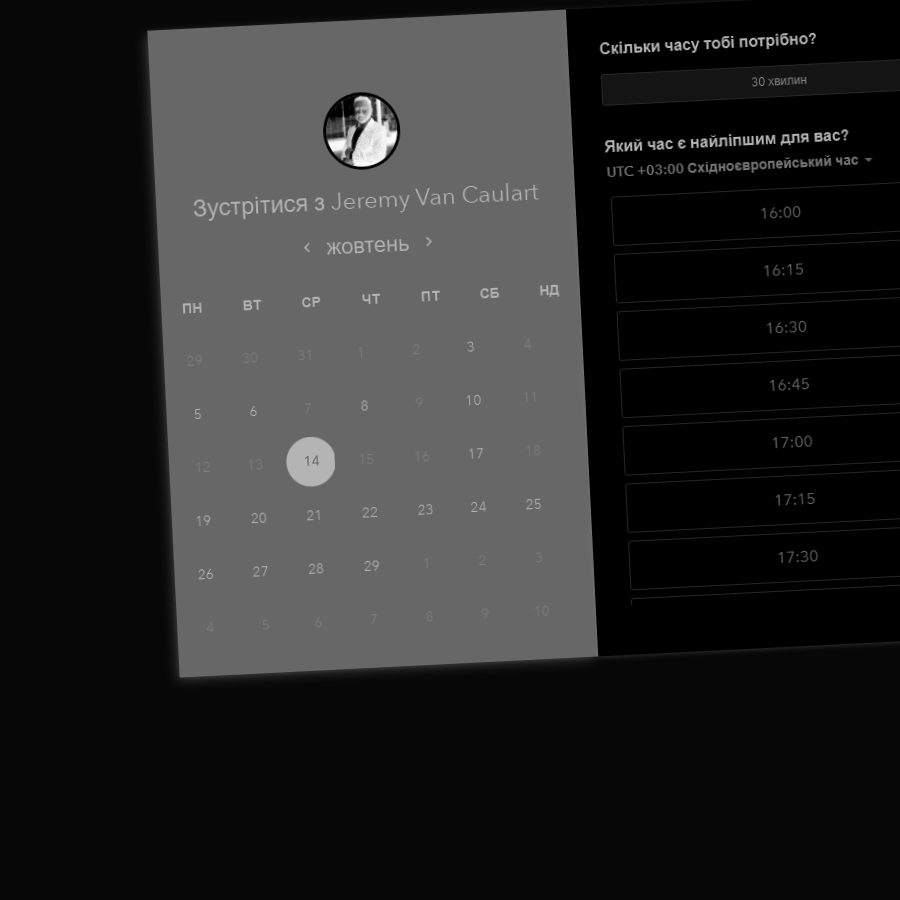 Зустрітися з Jeremy Van Caulart
жовтень
ПН ВТ СР ЧТ ПТ СБ НД
29 30 31 1 2 3 4
5 6 7 8 9 10 11
12 13 14 15 16 17 18
19 20 21 22 23 24 25
26 27 28 29 1 2 3
4 5 6 7 8 9 10
Скільки часу тобі потрібно?
30 хвилин
Який час є найліпшим для вас?
UTC +03:00 Східноєвропейський час
16:00
16:15
16:30
16:45
17:00
17:15
17:30